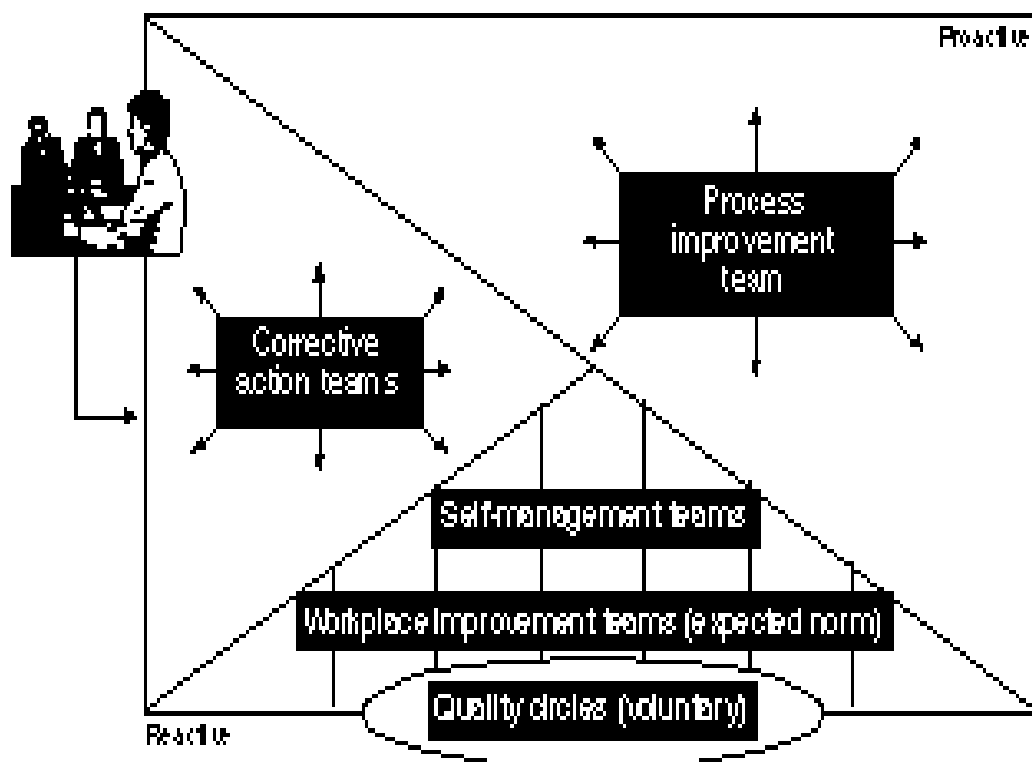 Proactive
Process
improvement
team
Corrective
action teams
Self-management teams
Workplace Improvement teams (expected norm)
Quality circles (voluntary)
Reactive